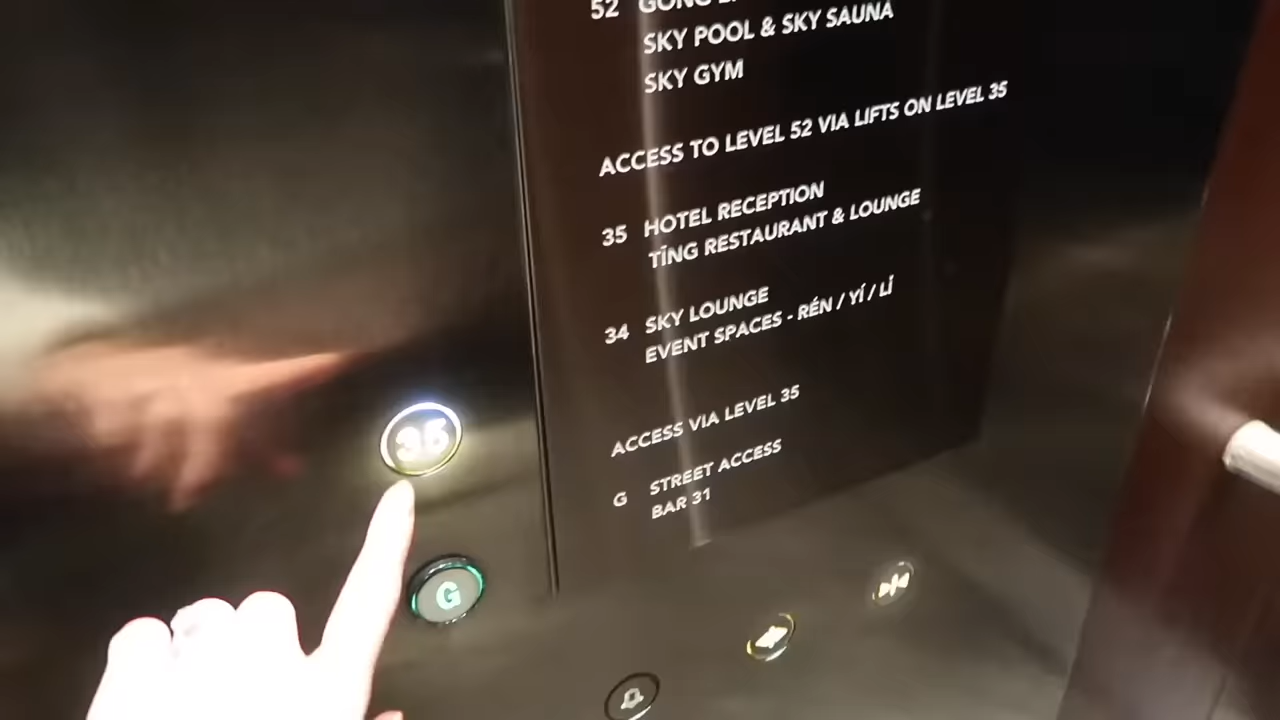 52 GONG
SKY POOL & SKY SAUNA
SKY GYM
ACCESS TO LEVEL 52 VIA LIFTS ON LEVEL 35
35 HOTEL RECEPTION
TĪNG RESTAURANT & LOUNGE
34 SKY LOUNGE
EVENT SPACES - RÉN / YÍ / LǏ
ACCESS VIA LEVEL 35
G STREET ACCESS
BAR 31
35
G